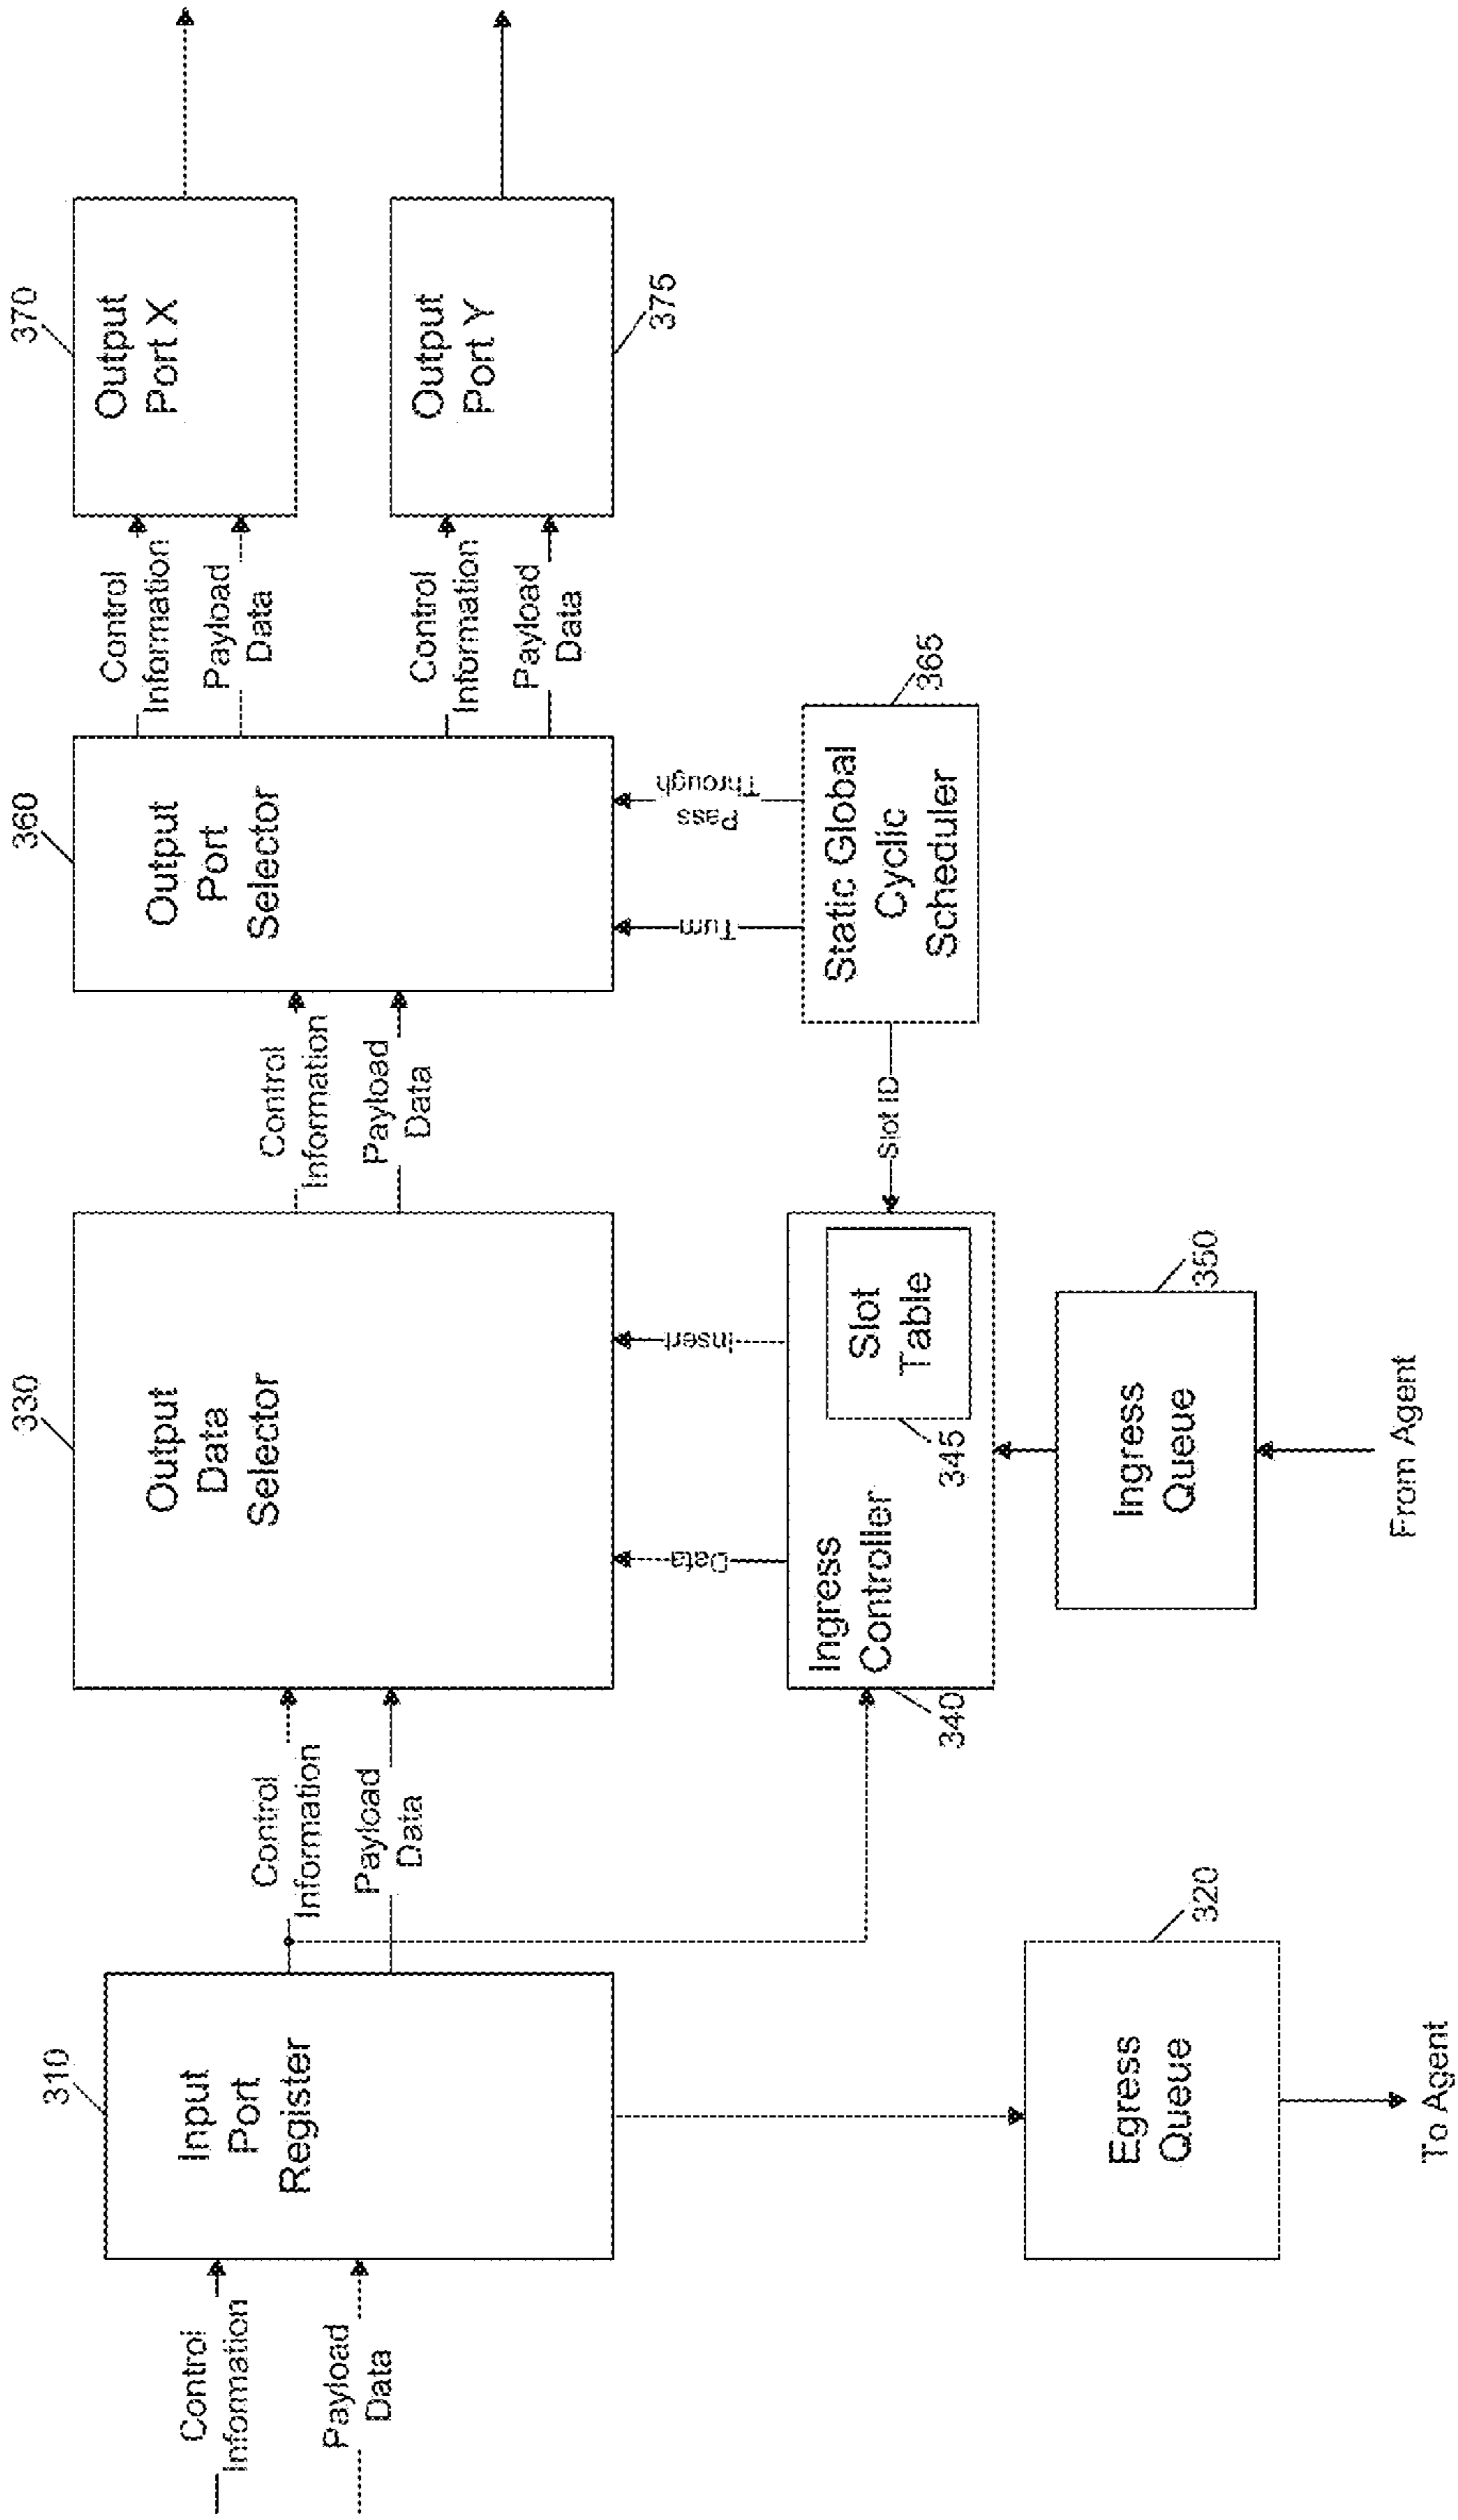 310
330
360
370
Control
Information
Payload
Data
Input
Port
Register
Control
Information
Payload
Data
Output
Data
Selector
Control
Information
Payload
Data
Output
Port
Selector
Control
Information
Payload
Data
Control
Information
Payload
Data
Output
Port X
Output
Port Y
375
Data
Insert
Turn
Pass
Through
340
Ingress
Controller
345
Slot
Table
Slot ID
Static Global
Cyclic
Scheduler
365
320
Egress
Queue
To Agent
350
Ingress
Queue
From Agent